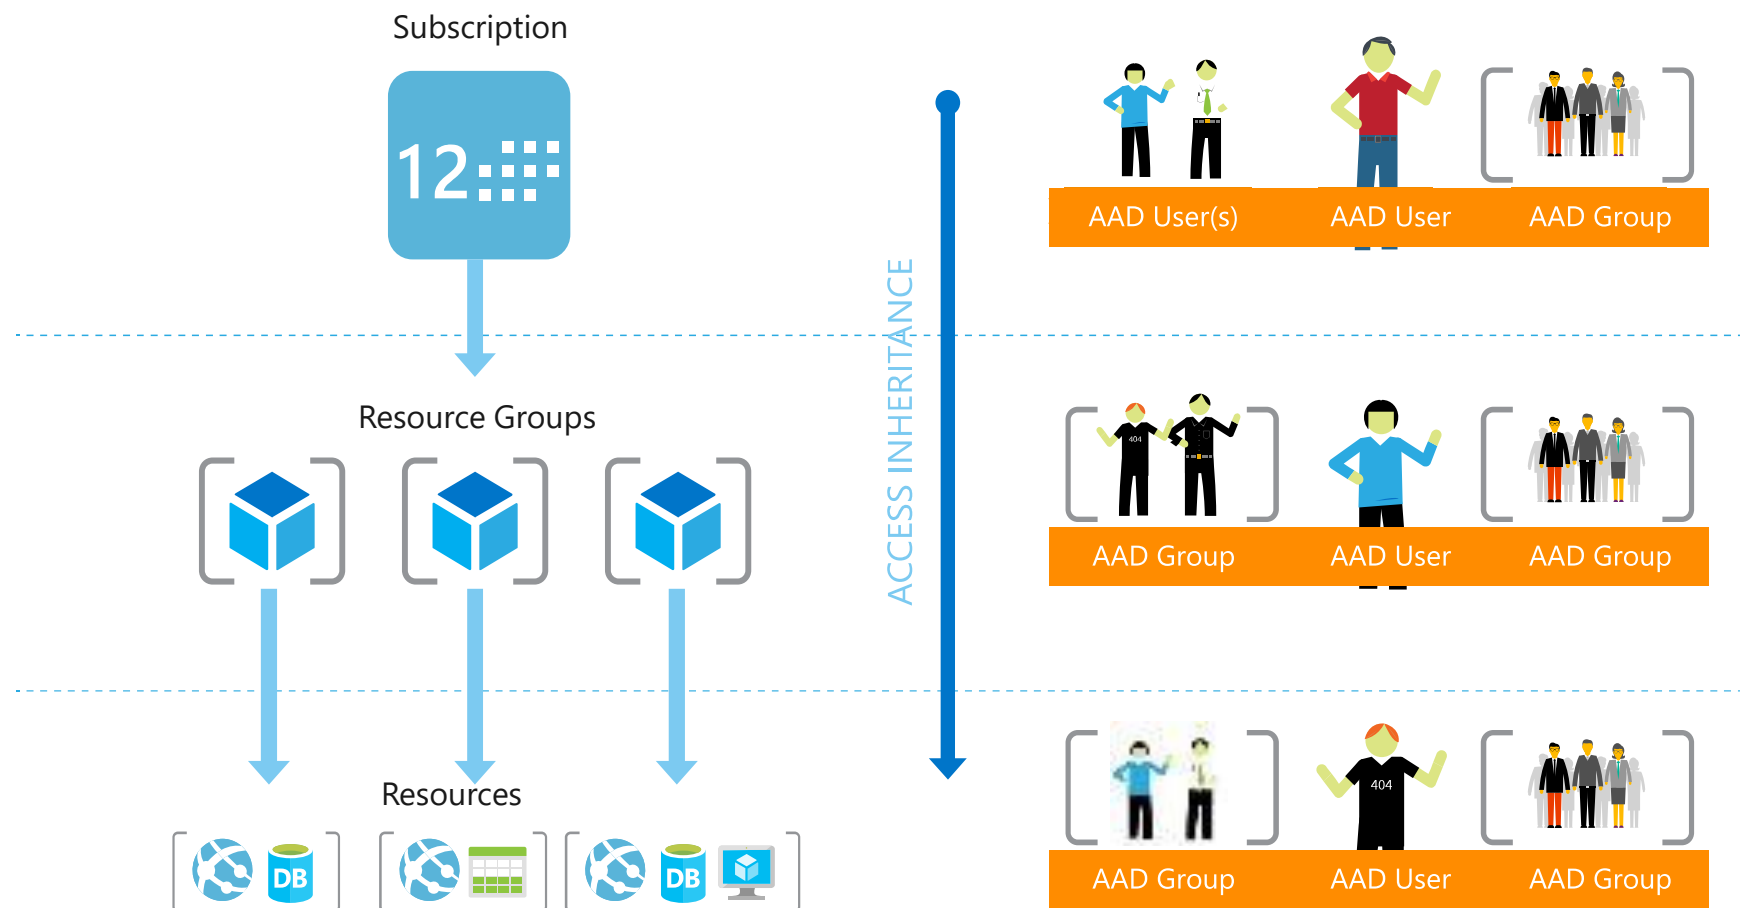 Subscription
12
AAD User(s)
AAD User
AAD Group
ACCESS INHERITANCE
Resource Groups
404
AAD Group
AAD User
AAD Group
Resources
404
DB
DB
AAD Group
AAD User
AAD Group